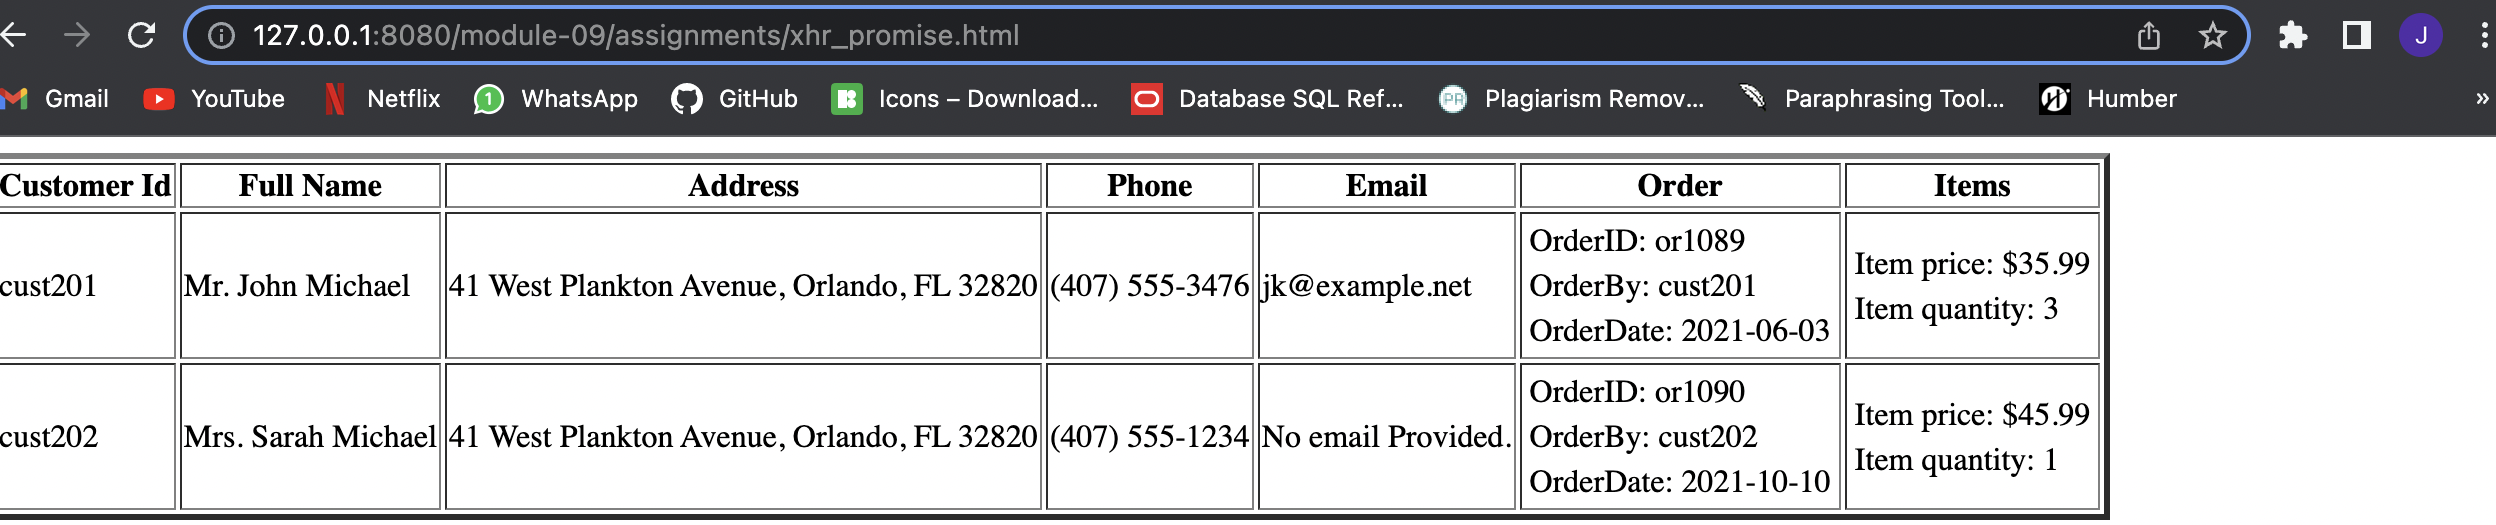 127.0.0.1:8080/module-09/assignments/xhr_promise.html J
Gmail YouTube Netflix 1 WhatsApp GitHub Icons – Download... Database SQL Ref... PR Plagiarism Remov... Paraphrasing Tool... Humber »
Customer Id Full Name Address Phone Email Order Items
cust201 Mr. John Michael 41 West Plankton Avenue, Orlando, FL 32820 (407) 555-3476 jk@example.net
OrderID: or1089
OrderBy: cust201
OrderDate: 2021-06-03
Item price: $35.99
Item quantity: 3
cust202 Mrs. Sarah Michael 41 West Plankton Avenue, Orlando, FL 32820 (407) 555-1234 No email Provided.
OrderID: or1090
OrderBy: cust202
OrderDate: 2021-10-10
Item price: $45.99
Item quantity: 1